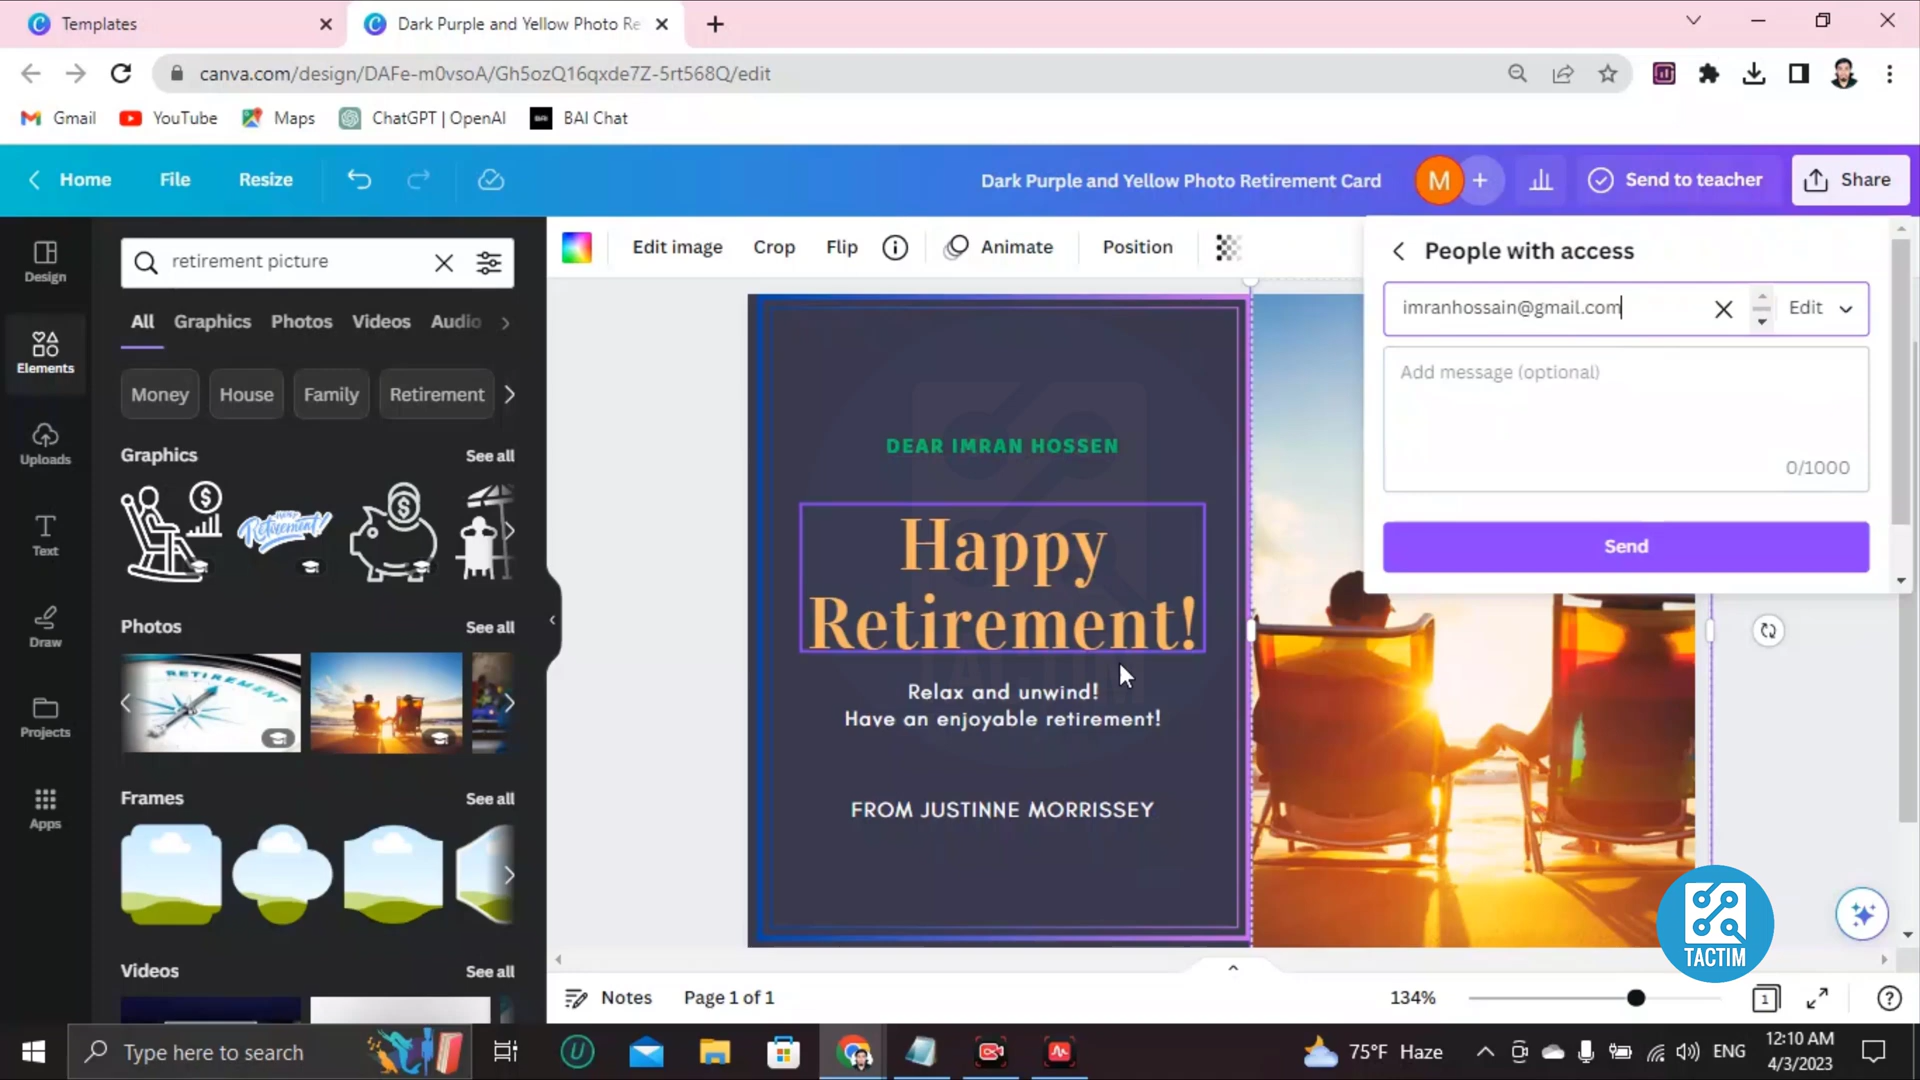 Templates
Dark Purple and Yellow Photo Re
canva.com/design/DAFe-m0vsoA/Gh5ozQ16qxde7Z-5rt568Q/edit
Gmail
YouTube
Maps
ChatGPT | OpenAI
BAI Chat
Home
File
Resize
Dark Purple and Yellow Photo Retirement Card
M
Send to teacher
Share
Design
Elements
Uploads
Text
Draw
Projects
Apps
retirement picture
All
Graphics
Photos
Videos
Audio
Money
House
Family
Retirement
Graphics
See all
Retirement!
Photos
See all
RETIREMENT
Frames
See all
Videos
See all
Edit image
Crop
Flip
Animate
Position
DEAR IMRAN HOSSEN
Happy
Retirement!
Relax and unwind!
Have an enjoyable retirement!
FROM JUSTINNE MORRISSEY
People with access
imranhossain@gmail.com
Edit
Add message (optional)
0/1000
Send
TACTIM
Notes
Page 1 of 1
134%
1
Type here to search
75°F Haze
ENG
12:10 AM
4/3/2023